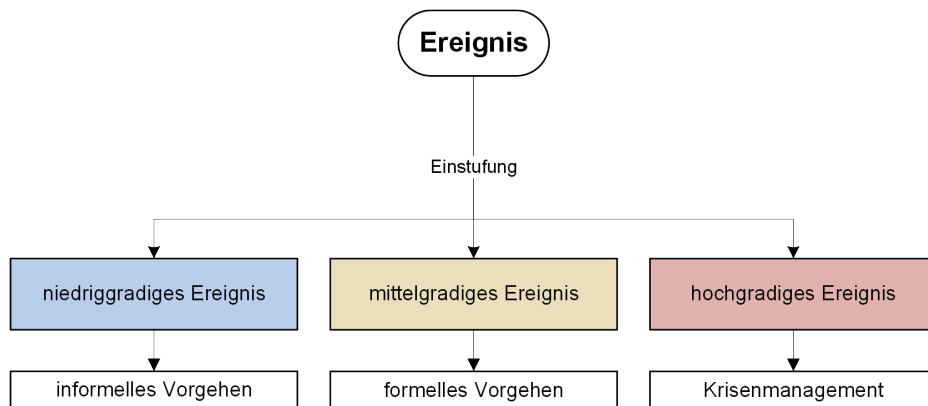 Ereignis
Einstufung
niedriggradiges Ereignis
mittelgradiges Ereignis
hochgradiges Ereignis
informelles Vorgehen
formelles Vorgehen
Krisenmanagement